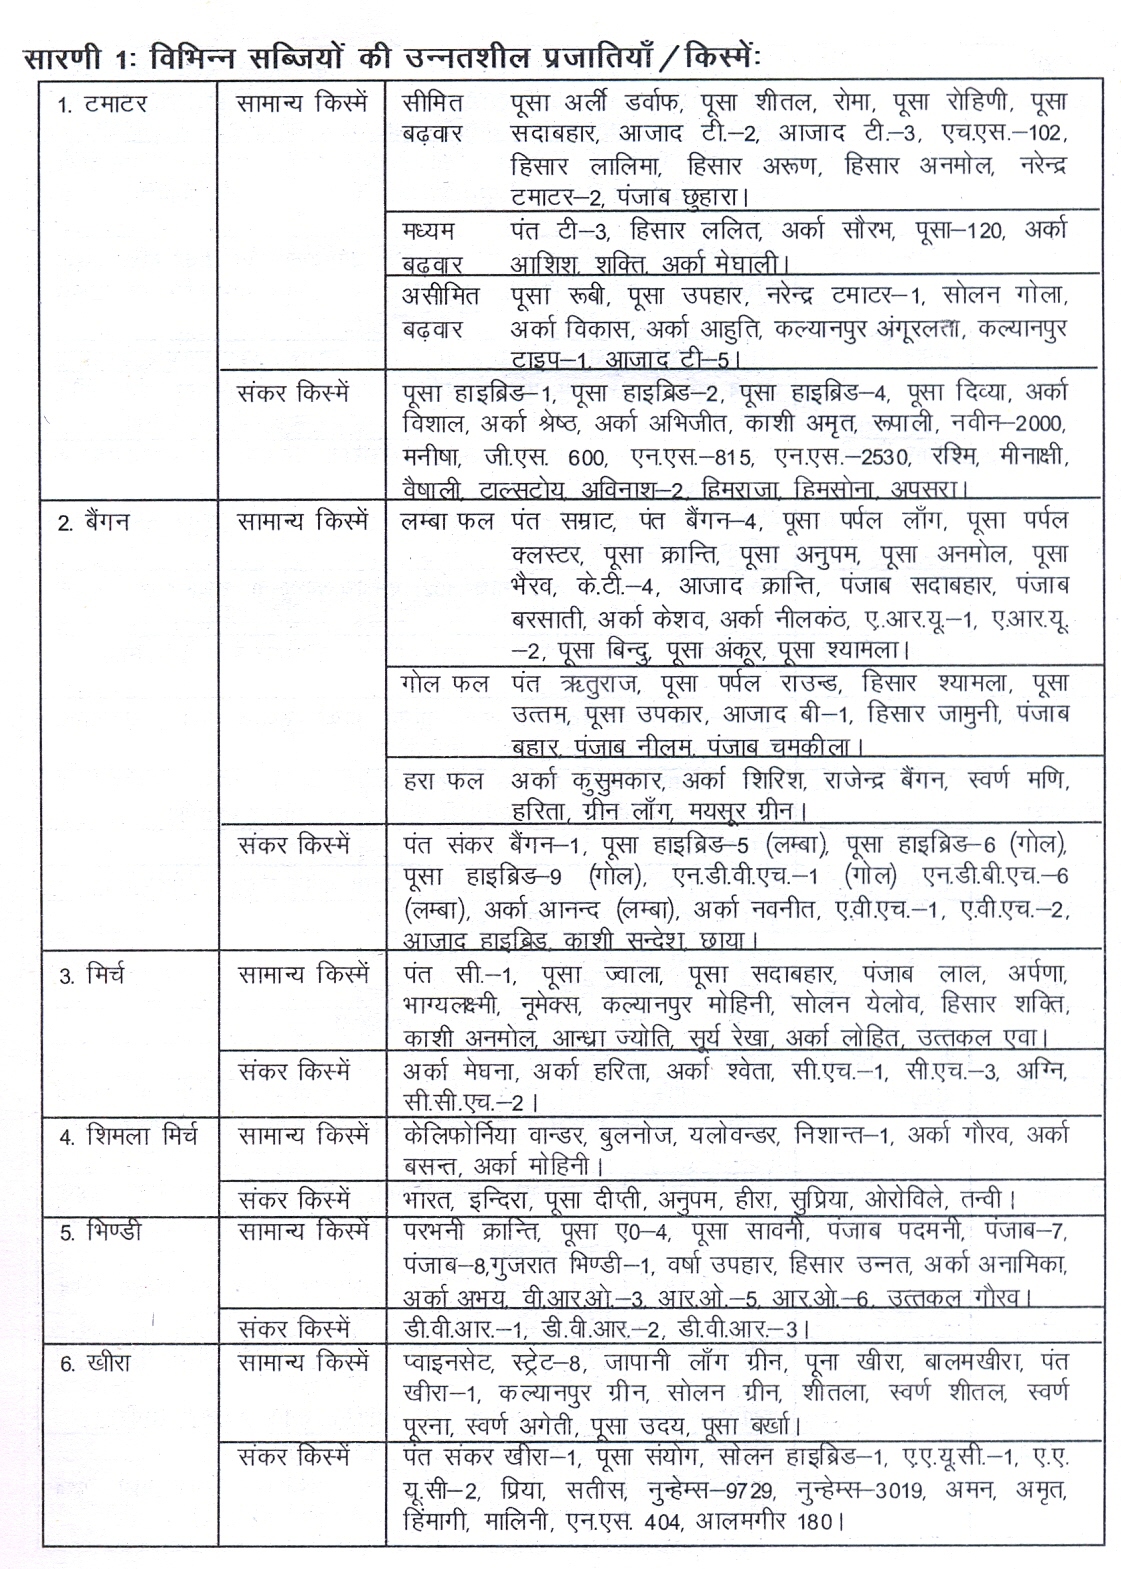 सारणी 1: विभिन्न सब्जियों की उन्नतशील प्रजातियाँ/किस्में:
1. टमाटर सामान्य किस्में सीमित पूसा अर्ली डर्वाफ, पूसा शीतल, रोमा, पूसा रोहिणी, पूसा
बढ़वार सदाबहार, आजाद टी.–2, आजाद टी.–3, एच.एस.–102,
हिसार लालिमा, हिसार अरूण, हिसार अनमोल, नरेन्द्र
टमाटर–2, पंजाब छुहारा।
मध्यम पंत टी–3, हिसार ललित, अर्का सौरभ, पूसा–120, अर्का
बढ़वार आशिश, शक्ति, अर्का मेघाली।
असीमित पूसा रूबी, पूसा उपहार, नरेन्द्र टमाटर–1, सोलन गोला,
बढ़वार अर्का विकास, अर्का आहुति, कल्यानपुर अंगूरलता, कल्यानपुर
टाइप–1, आजाद टी–5।
संकर किस्में पूसा हाइब्रिड–1, पूसा हाइब्रिड–2, पूसा हाइब्रिड–4, पूसा दिव्या, अर्का
विशाल, अर्का श्रेष्ठ, अर्का अभिजीत, काशी अमृत, रूपाली, नवीन–2000,
मनीषा, जी.एस. 600, एन.एस.–815, एन.एस.–2530, रश्मि, मीनाक्षी,
वैषाली, टाल्सटोय, अविनाश–2, हिमराजा, हिमसोना, अपसरा।
2. बैंगन सामान्य किस्में लम्बा फल पंत सम्राट, पंत बैंगन–4, पूसा पर्पल लाँग, पूसा पर्पल
क्लस्टर, पूसा क्रान्ति, पूसा अनुपम, पूसा अनमोल, पूसा
भैरव, के.टी.–4, आजाद क्रान्ति, पंजाब सदाबहार, पंजाब
बरसाती, अर्का केशव, अर्का नीलकंठ, ए.आर.यू.–1, ए.आर.यू.
–2, पूसा बिन्दु, पूसा अंकूर, पूसा श्यामला।
गोल फल पंत ऋतुराज, पूसा पर्पल राउन्ड, हिसार श्यामला, पूसा
उत्तम, पूसा उपकार, आजाद बी–1, हिसार जामुनी, पंजाब
बहार, पंजाब नीलम, पंजाब चमकीला।
हरा फल अर्का कुसुमकार, अर्का शिरिश, राजेन्द्र बैंगन, स्वर्ण मणि,
हरिता, ग्रीन लाँग, मयसूर ग्रीन।
संकर किस्में पंत संकर बैंगन–1, पूसा हाइब्रिड–5 (लम्बा), पूसा हाइब्रिड–6 (गोल),
पूसा हाइब्रिड–9 (गोल), एन.डी.वी.एच.–1 (गोल) एन.डी.बी.एच.–6
(लम्बा), अर्का आनन्द (लम्बा), अर्का नवनीत, ए.वी.एच.–1, ए.वी.एच.–2,
आजाद हाइब्रिड, काशी सन्देश, छाया।
3. मिर्च सामान्य किस्में पंत सी.–1, पूसा ज्वाला, पूसा सदाबहार, पंजाब लाल, अर्पणा,
भाग्यलक्ष्मी, नूमेक्स, कल्यानपुर मोहिनी, सोलन येलोव, हिसार शक्ति,
काशी अनमोल, आन्ध्रा ज्योति, सूर्य रेखा, अर्का लोहित, उत्तकल एवा।
संकर किस्में अर्का मेघना, अर्का हरिता, अर्का श्वेता, सी.एच.–1, सी.एच.–3, अग्नि,
सी.सी.एच.–2।
4. शिमला मिर्च सामान्य किस्में केलिफोर्निया वान्डर, बुलनोज, यलोवन्डर, निशान्त–1, अर्का गौरव, अर्का
बसन्त, अर्का मोहिनी।
संकर किस्में भारत, इन्दिरा, पूसा दीप्ती, अनुपम, हीरा, सुप्रिया, ओरोविले, तन्वी।
5. भिण्डी सामान्य किस्में परभनी क्रान्ति, पूसा ए0–4, पूसा सावनी, पंजाब पदमनी, पंजाब–7,
पंजाब–8,गुजरात भिण्डी–1, वर्षा उपहार, हिसार उन्नत, अर्का अनामिका,
अर्का अभय, वी.आर.ओ.–3, आर.ओ.–5, आर.ओ.–6, उत्तकल गौरव।
संकर किस्में डी.वी.आर.–1, डी.वी.आर.–2, डी.वी.आर.–3।
6. खीरा सामान्य किस्में प्वाइनसेट, स्ट्रेट–8, जापानी लाँग ग्रीन, पूना खीरा, बालमखीरा, पंत
खीरा–1, कल्यानपुर ग्रीन, सोलन ग्रीन, शीतला, स्वर्ण शीतल, स्वर्ण
पूरना, स्वर्ण अगेती, पूसा उदय, पूसा बर्खा।
संकर किस्में पंत संकर खीरा–1, पूसा संयोग, सोलन हाइब्रिड–1, ए.ए.यू.सी.–1, ए.ए.
यू.सी–2, प्रिया, सतीस, नुन्हेम्स–9729, नुन्हेम्स–3019, अमन, अमृत,
हिंमागी, मालिनी, एन.एस. 404, आलमगीर 180।